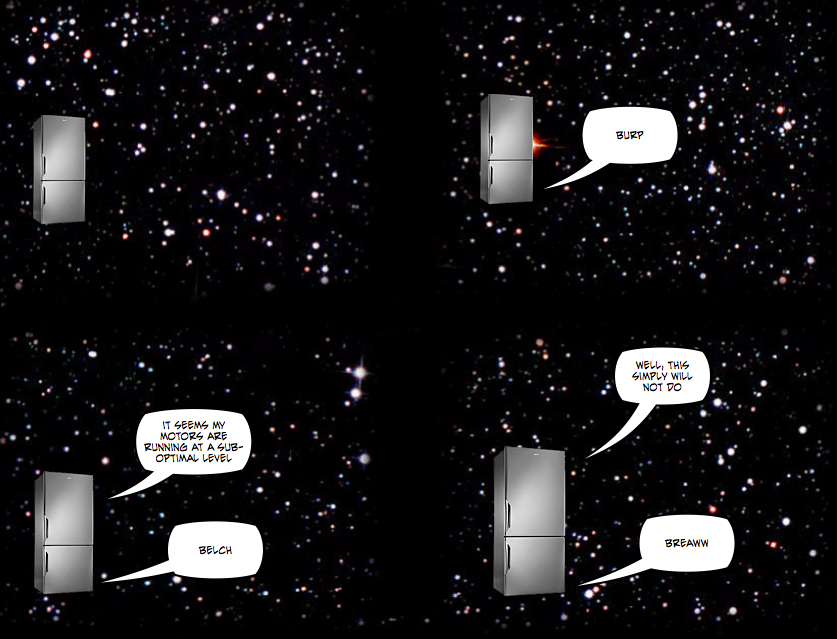 BURP
IT SEEMS MY
MOTORS ARE
RUNNING AT A SUB-
OPTIMAL LEVEL
BELCH
WELL, THIS
SIMPLY WILL
NOT DO
BREAWW